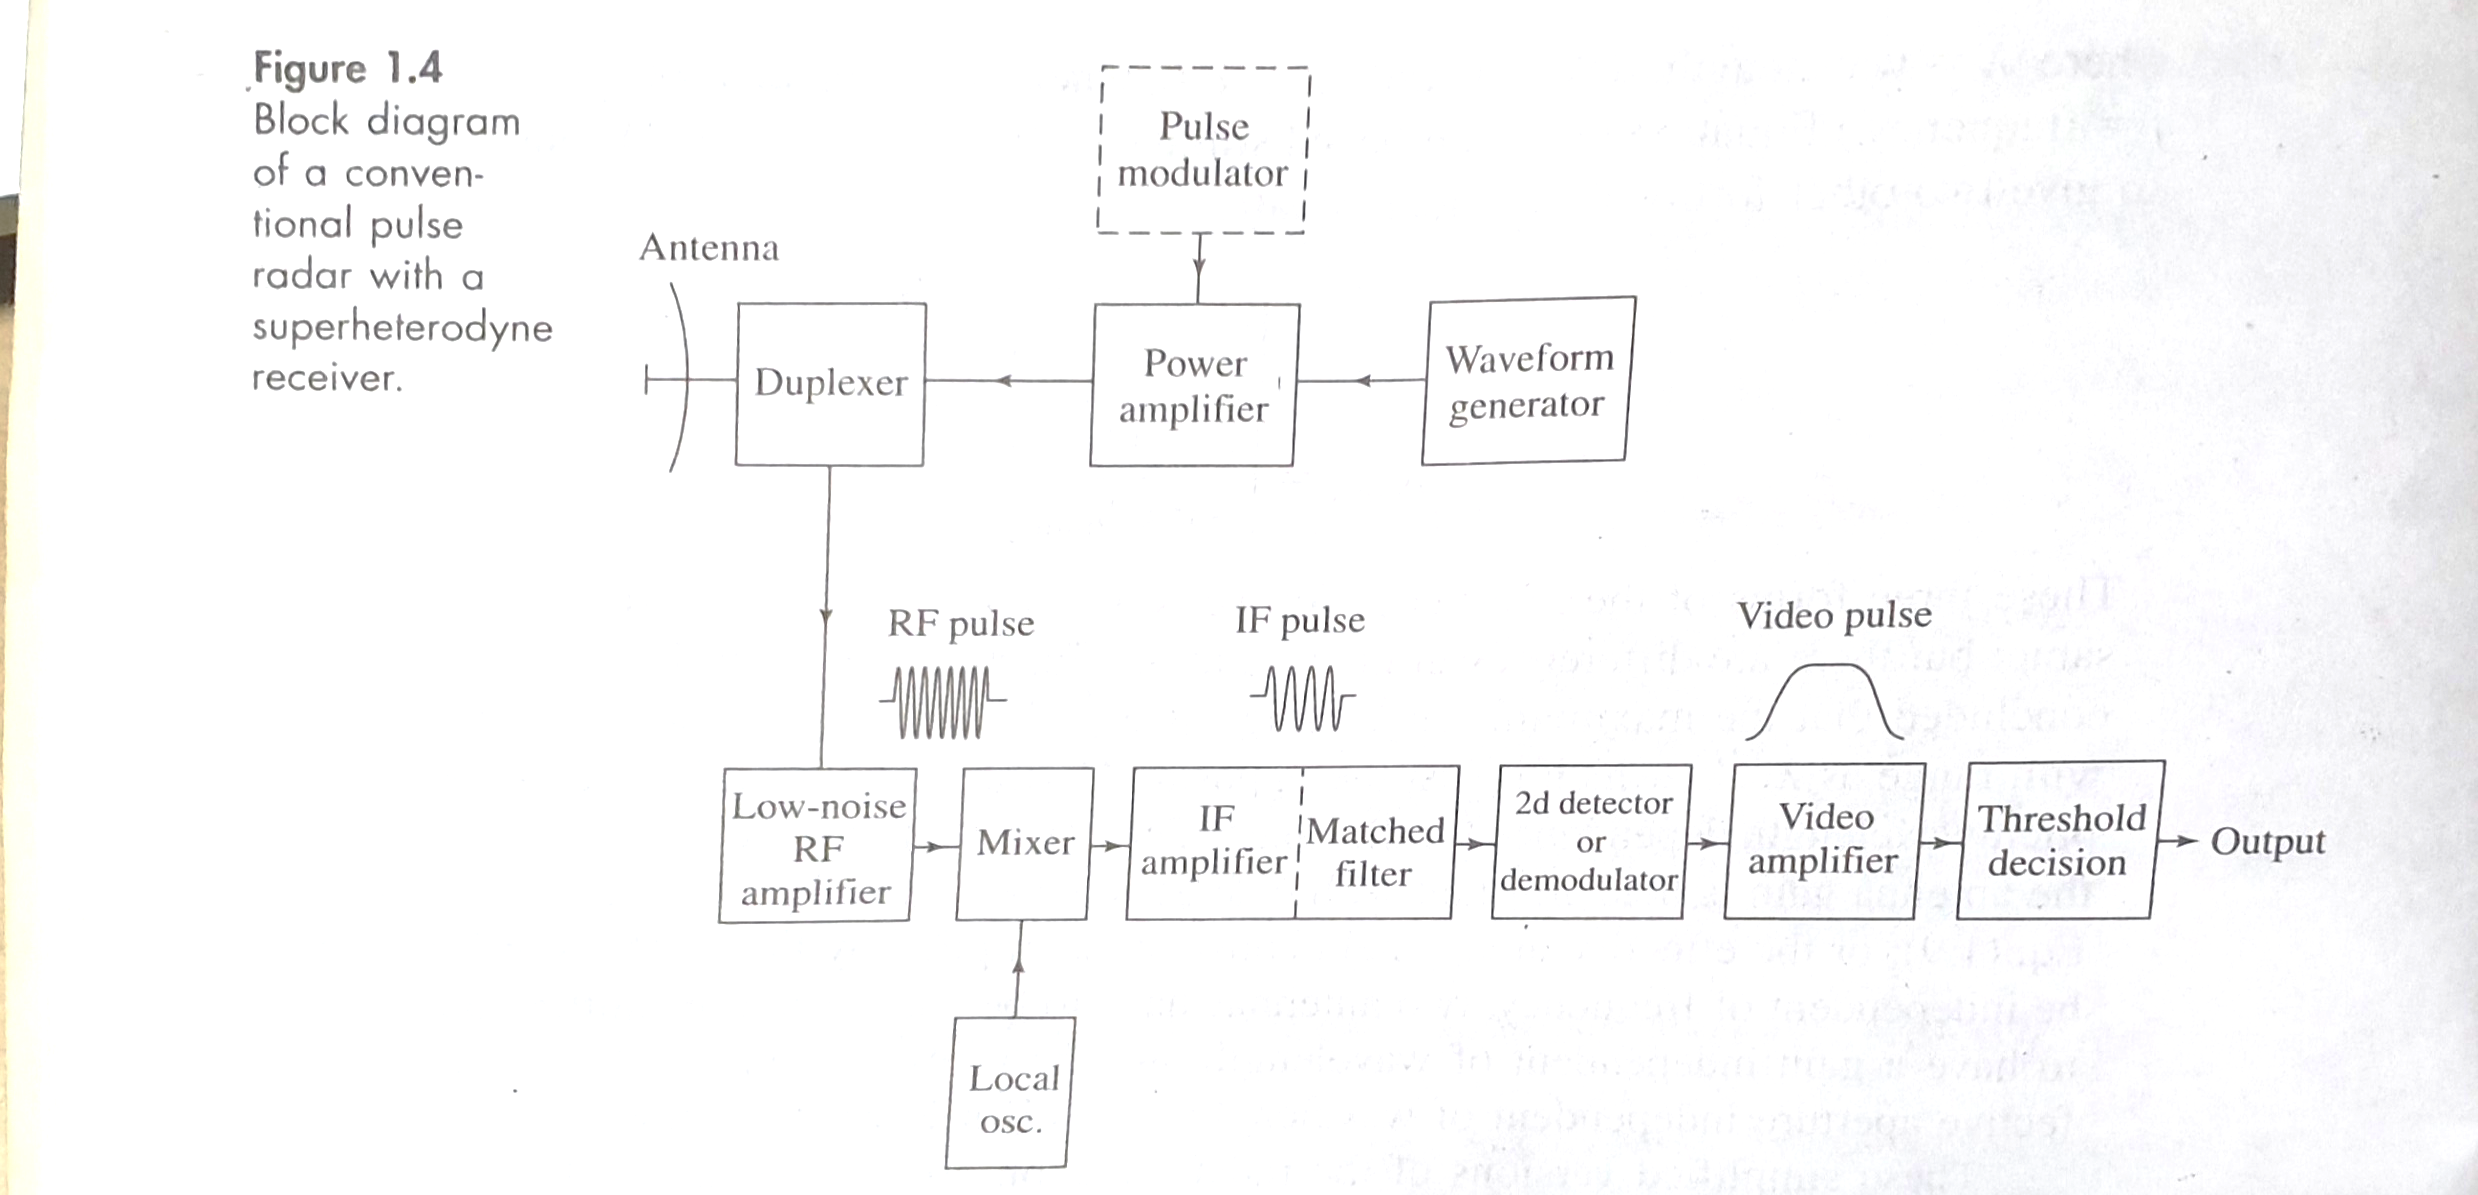 Figure 1.4
Block diagram
of a conven-
tional pulse
radar with a
superheterodyne
receiver.
Pulse
modulator
Antenna
Duplexer
Power
amplifier
Waveform
generator
RF pulse
IF pulse
Video pulse
Low-noise
RF
amplifier
Mixer
IF
amplifier
Matched
filter
2d detector
or
demodulator
Video
amplifier
Threshold
decision
Output
Local
osc.